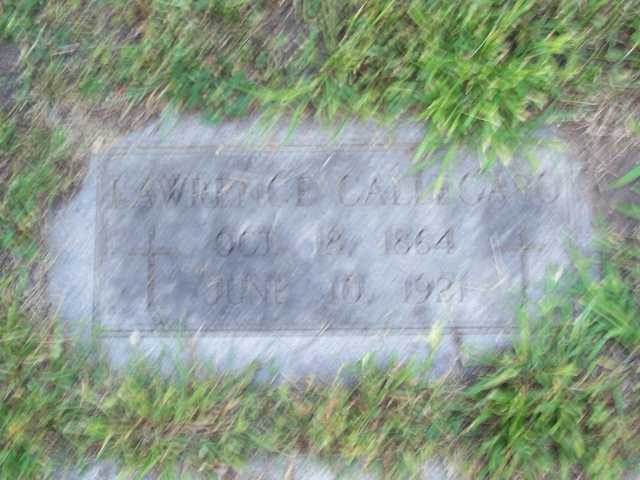 LAWRENCE CALLEGARO
OCT. 18, 1864
JUNE 10, 1921